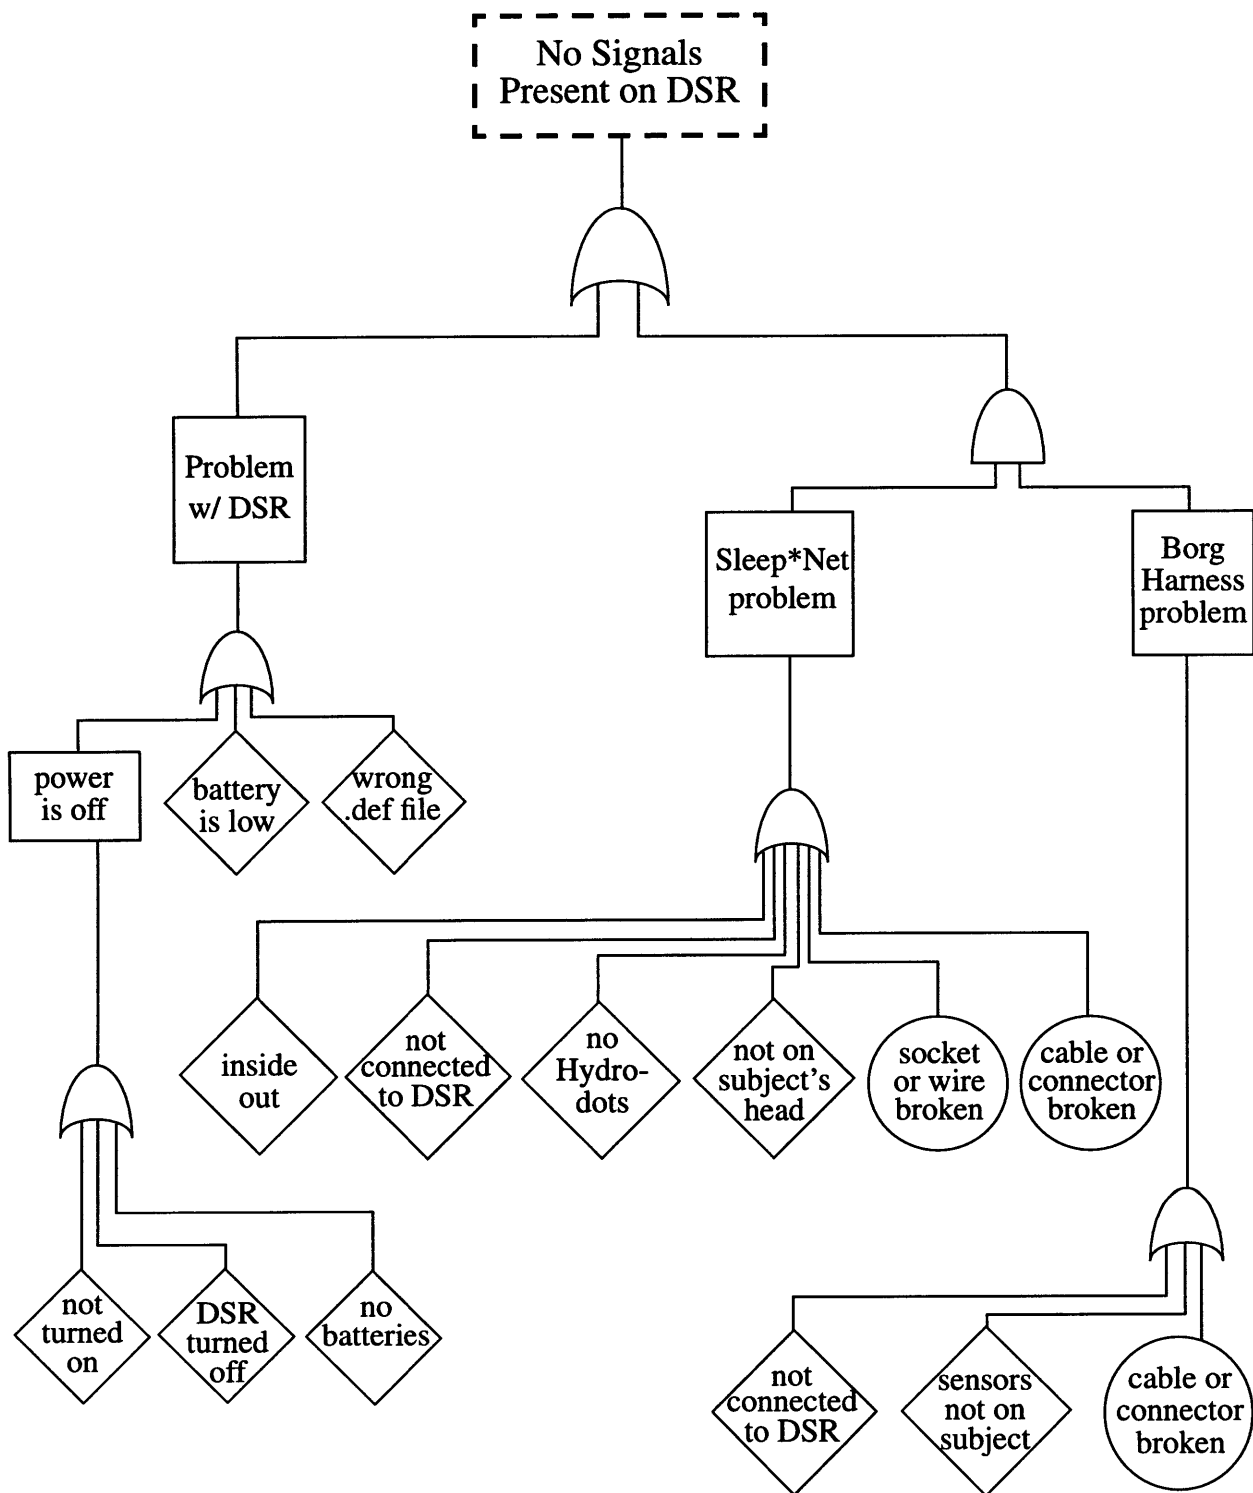 No Signals
Present on DSR
Problem
w/ DSR
Sleep*Net
problem
Borg
Harness
problem
power
is off
battery
is low
wrong
.def file
inside
out
not
connected
to DSR
no
Hydro-
dots
not on
subject's
head
socket
or wire
broken
cable or
connector
broken
not
turned
on
DSR
turned
off
no
batteries
not
connected
to DSR
sensors
not on
subject
cable or
connector
broken